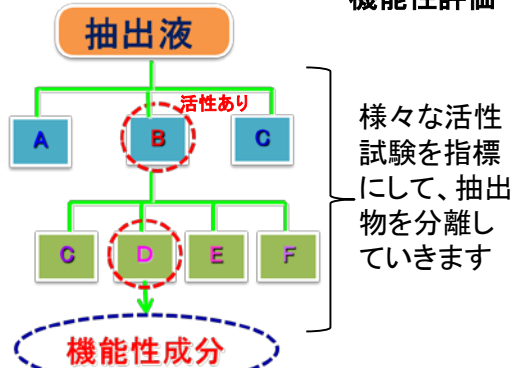 機能性評価
抽出液
活性あり
A
B
C
C
D
E
F
機能性成分
様々な活性
試験を指標
にして、抽出
物を分離し
ていきます